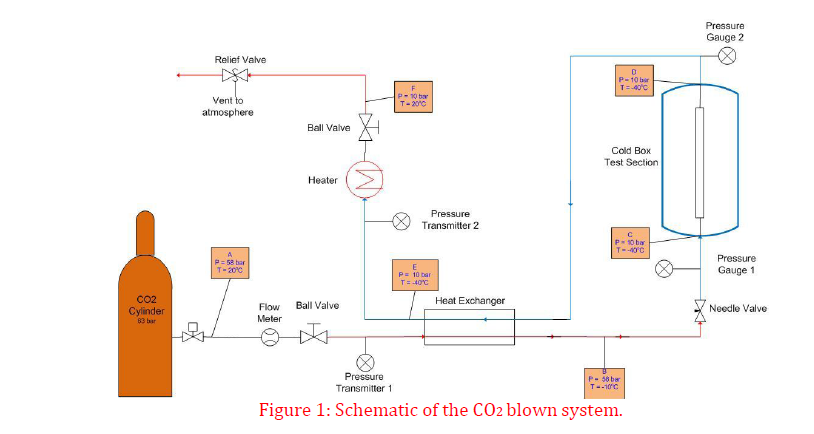 Pressure
Gauge 2
Relief Valve
Vent to
atmosphere
F
P = 10 bar
T = 20°C
D
P = 10 bar
T = -40°C
Ball Valve
Cold Box
Test Section
Heater
Pressure
Transmitter 2
C
P = 10 bar
T = -40°C
A
P = 58 bar
T = 20°C
E
P = 10 bar
T = -40°C
Pressure
Gauge 1
CO2
Cylinder
63 bar
Flow
Meter
Ball Valve
Heat Exchanger
Needle Valve
Pressure
Transmitter 1
B
P = 58 bar
T = -10°C
Figure 1: Schematic of the CO2 blown system.